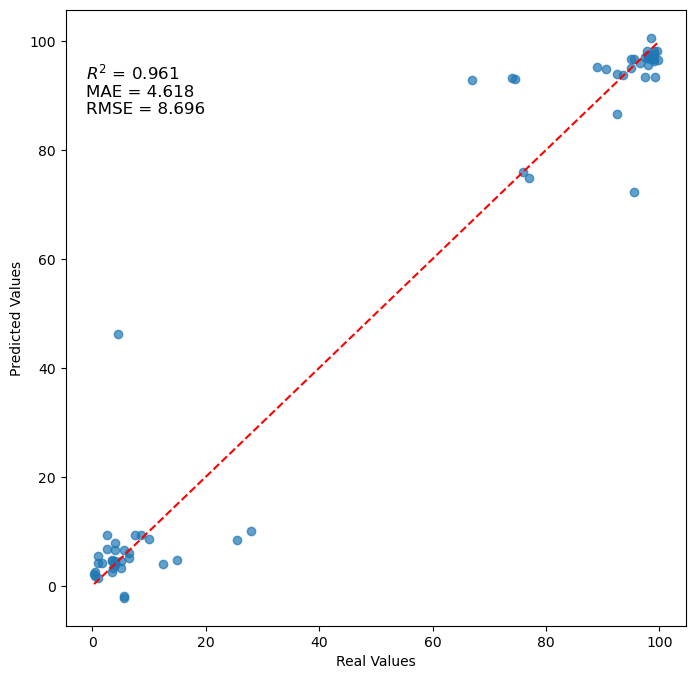 R² = 0.961
MAE = 4.618
RMSE = 8.696
Predicted Values
100
80
60
40
20
0
0 20 40 60 80 100
Real Values